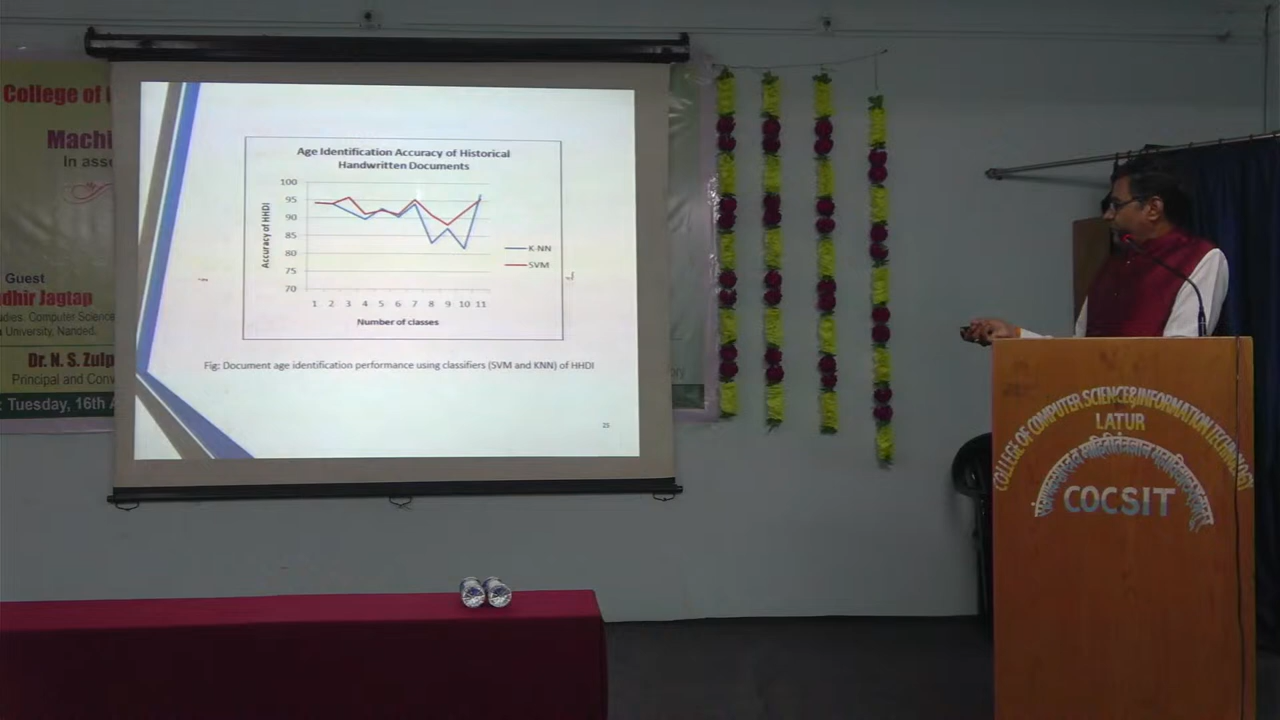 College of
Machi
In asso
Guest
dhir Jagtap
udies: Computer Science
University, Nanded.
Dr. N. S. Zulp
Principal and Conv
: Tuesday, 16th A
Age Identification Accuracy of Historical
Handwritten Documents
Accuracy of HHDI
100
95
90
85
80
75
70
1 2 3 4 5 6 7 8 9 10 11
Number of classes
K-NN
SVM
Fig: Document age identification performance using classifiers (SVM and KNN) of HHDI
25
COLLEGE OF COMPUTER SCIENCE & INFORMATION TECHNOLOGY
LATUR
COCSIT